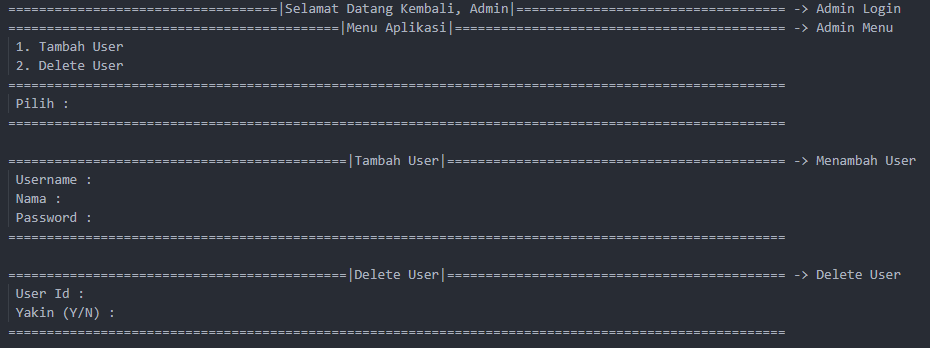 ===================================|Selamat Datang Kembali, Admin|=================================== -> Admin Login
===========================================|Menu Aplikasi|=========================================== -> Admin Menu
1. Tambah User
2. Delete User
=====================================================================================================
Pilih :
=====================================================================================================
============================================|Tambah User|============================================ -> Menambah User
Username :
Nama :
Password :
=====================================================================================================
============================================|Delete User|============================================ -> Delete User
User Id :
Yakin (Y/N) :
=====================================================================================================